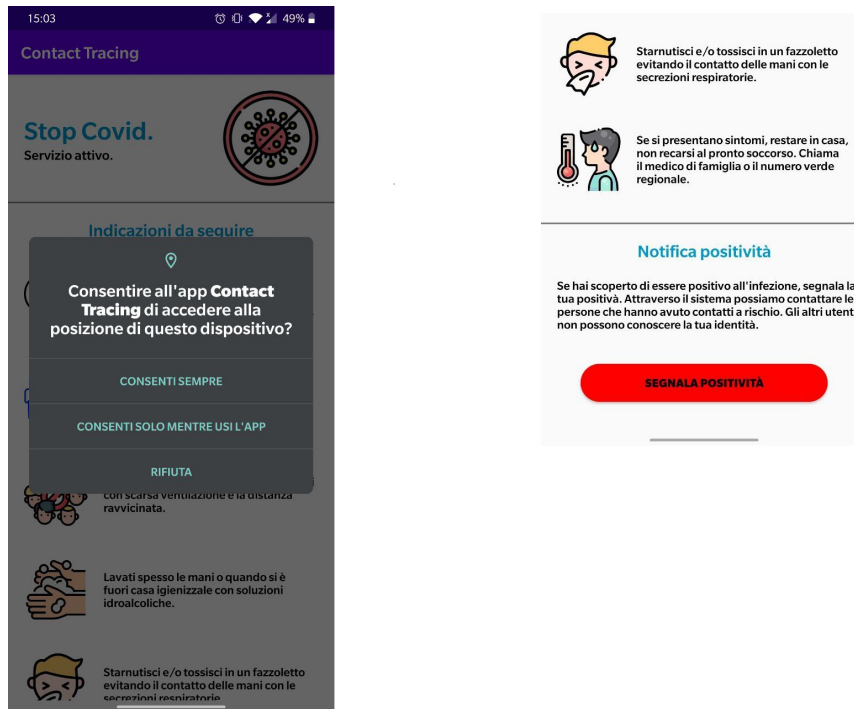 15:03
49%
Contact Tracing
Stop Covid.
Servizio attivo.
Indicazioni da seguire
Consentire all'app Contact
Tracing di accedere alla
posizione di questo dispositivo?
CONSENTI SEMPRE
CONSENTI SOLO MENTRE USI L'APP
RIFIUTA
con scarsa ventilazione e la distanza
ravvicinata.
Lavati spesso le mani o quando si è
fuori casa igienizzale con soluzioni
idroalcoliche.
Starnutisci e/o tossisci in un fazzoletto
evitando il contatto delle mani con le
secrezioni respiratorie
Starnutisci e/o tossisci in un fazzoletto
evitando il contatto delle mani con le
secrezioni respiratorie.
Se si presentano sintomi, restare in casa,
non recarsi al pronto soccorso. Chiama
il medico di famiglia o il numero verde
regionale.
Notifica positività
Se hai scoperto di essere positivo all'infezione, segnala la
tua positivà. Attraverso il sistema possiamo contattare le
persone che hanno avuto contatti a rischio. Gli altri utent
non possono conoscere la tua identità.
SEGNALA POSITIVITÀ